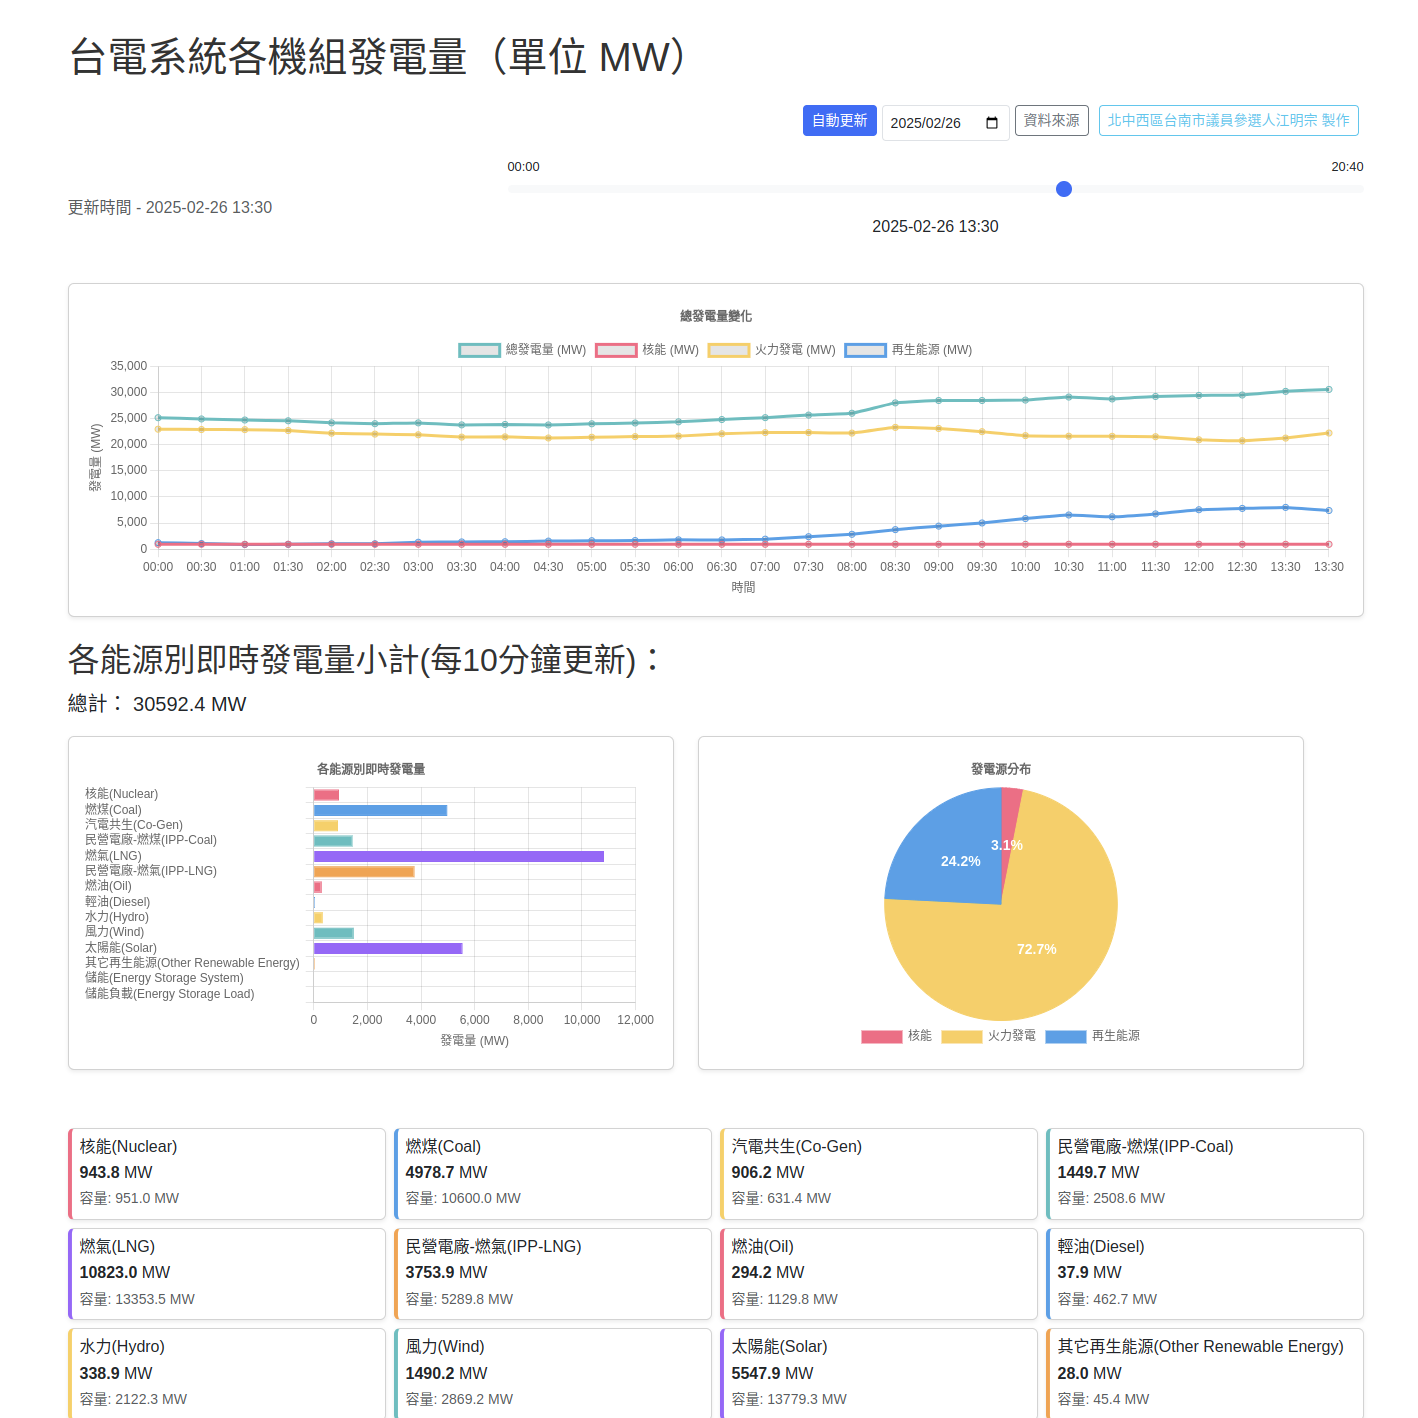 台電系統各機組發電量（單位 MW）
自動更新 2025/02/26 資料來源 北中西區台南市議員參選人江明宗 製作
00:00 20:40
更新時間 - 2025-02-26 13:30
2025-02-26 13:30
總發電量變化
總發電量 (MW) 核能 (MW) 火力發電 (MW) 再生能源 (MW)
35,000
30,000
25,000
20,000
15,000
10,000
5,000
0
發電量 (MW)
00:00 00:30 01:00 01:30 02:00 02:30 03:00 03:30 04:00 04:30 05:00 05:30 06:00 06:30 07:00 07:30 08:00 08:30 09:00 09:30 10:00 10:30 11:00 11:30 12:00 12:30 13:30 13:30
時間
各能源別即時發電量小計(每10分鐘更新)：
總計： 30592.4 MW
各能源別即時發電量
核能(Nuclear)
燃煤(Coal)
汽電共生(Co-Gen)
民營電廠-燃煤(IPP-Coal)
燃氣(LNG)
民營電廠-燃氣(IPP-LNG)
燃油(Oil)
輕油(Diesel)
水力(Hydro)
風力(Wind)
太陽能(Solar)
其它再生能源(Other Renewable Energy)
儲能(Energy Storage System)
儲能負載(Energy Storage Load)
0 2,000 4,000 6,000 8,000 10,000 12,000
發電量 (MW)
發電源分布
3.1%
24.2%
72.7%
核能 火力發電 再生能源
核能(Nuclear)
943.8 MW
容量: 951.0 MW
燃煤(Coal)
4978.7 MW
容量: 10600.0 MW
汽電共生(Co-Gen)
906.2 MW
容量: 631.4 MW
民營電廠-燃煤(IPP-Coal)
1449.7 MW
容量: 2508.6 MW
燃氣(LNG)
10823.0 MW
容量: 13353.5 MW
民營電廠-燃氣(IPP-LNG)
3753.9 MW
容量: 5289.8 MW
燃油(Oil)
294.2 MW
容量: 1129.8 MW
輕油(Diesel)
37.9 MW
容量: 462.7 MW
水力(Hydro)
338.9 MW
容量: 2122.3 MW
風力(Wind)
1490.2 MW
容量: 2869.2 MW
太陽能(Solar)
5547.9 MW
容量: 13779.3 MW
其它再生能源(Other Renewable Energy)
28.0 MW
容量: 45.4 MW